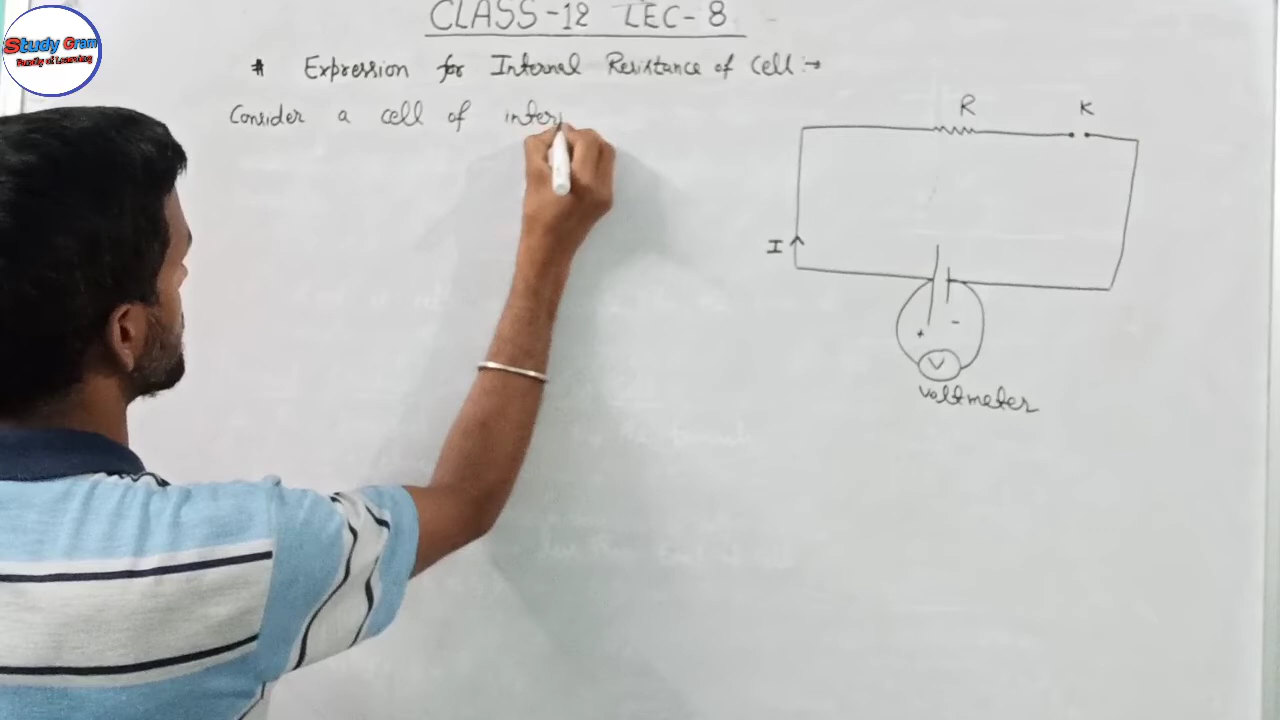 Study Gram
Family of Learning
CLASS-12 LEC-8
* Expression for Internal Resistance of Cell :→
Consider a cell of inter
R
K
I
+ -
V
voltmeter